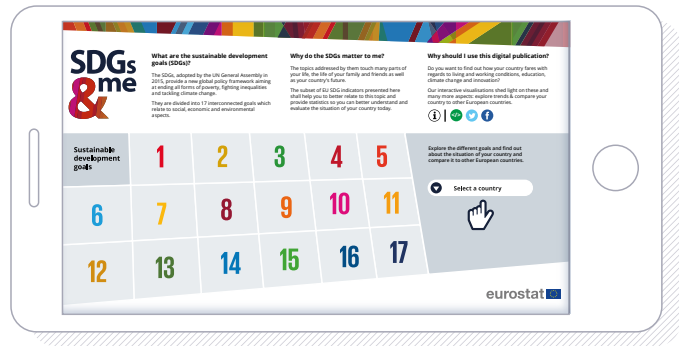 SDGs
&me
What are the sustainable development
goals (SDGs)?
The SDGs, adopted by the UN General Assembly in
2015, provide a new global policy framework aiming
at ending all forms of poverty, fighting inequalities
and tackling climate change.
They are divided into 17 interconnected goals which
relate to social, economic and environmental
aspects.
Why do the SDGs matter to me?
The topics addressed by them touch many parts of
your life, the life of your family and friends as well
as your country's future.
The subset of EU SDG indicators presented here
shall help you to better relate to this topic and
provide statistics so you can better understand and
evaluate the situation of your country today.
Why should I use this digital publication?
Do you want to find out how your country fares with
regards to living and working conditions, education,
climate change and innovation?
Our interactive visualisations shed light on these and
many more aspects: explore trends & compare your
country to other European countries.
i </> f
Sustainable
development
goals
1 2 3 4 5
6 7 8 9 10 11
12 13 14 15 16 17
Explore the different goals and find out
about the situation of your country and
compare it to other European countries.
Select a country
eurostat